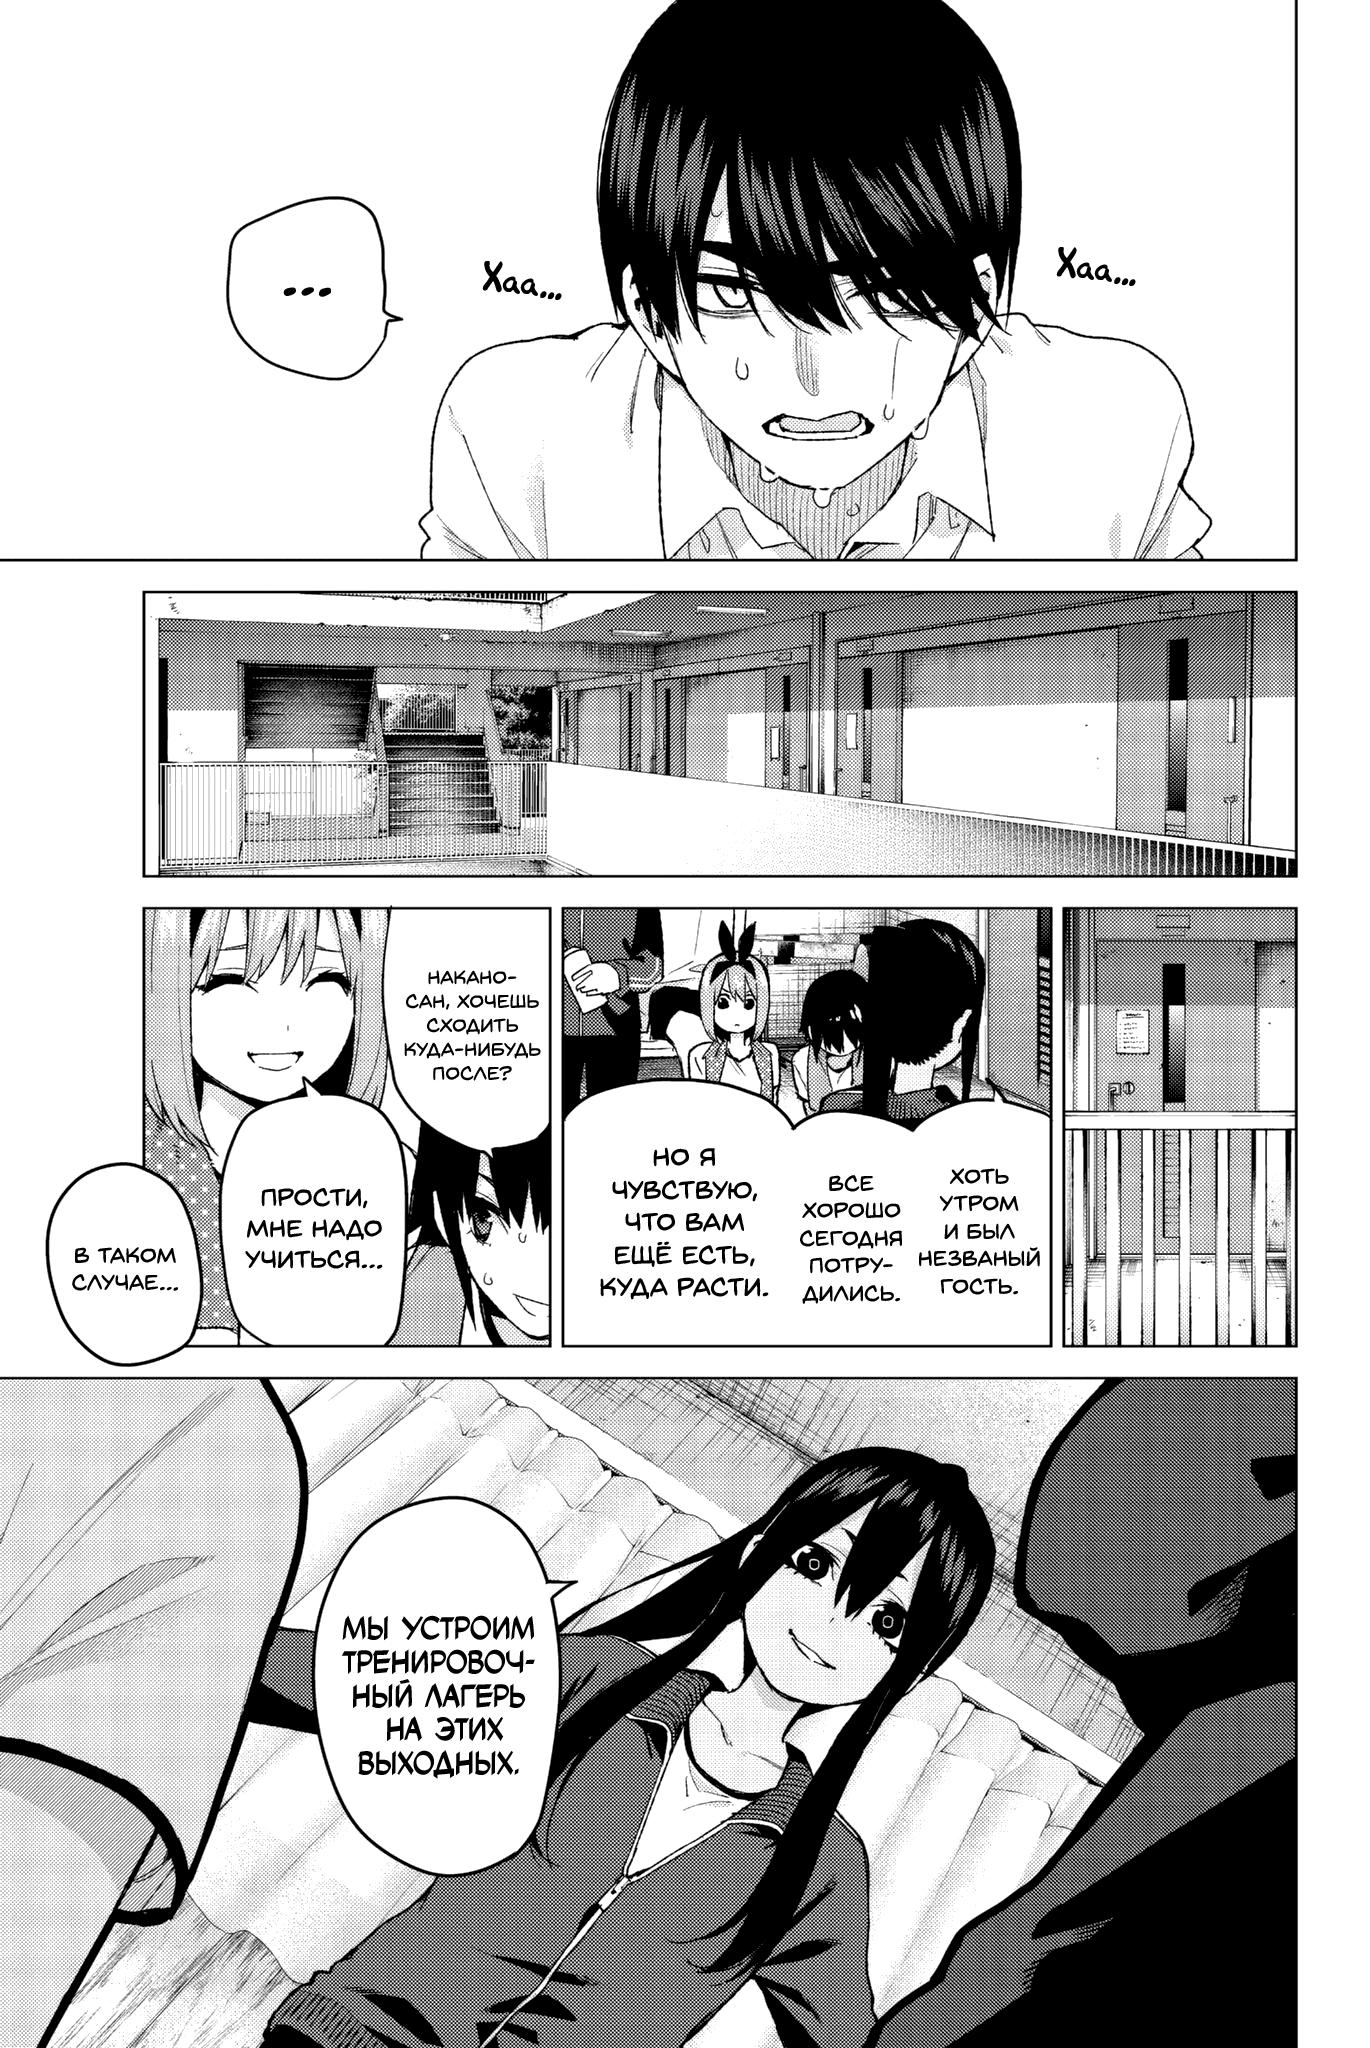 ...
Хаа...
Хаа...
ХОТЬ
УТРОМ
И БЫЛ
НЕЗВАНЫЙ
ГОСТЬ.
ВСЕ
ХОРОШО
СЕГОДНЯ
ПОТРУ-
ДИЛИСЬ.
НО Я
ЧУВСТВУЮ,
ЧТО ВАМ
ЕЩЁ ЕСТЬ,
КУДА РАСТИ.
НАКАНО-
САН, ХОЧЕШЬ
СХОДИТЬ
КУДА-НИБУДЬ
ПОСЛЕ?
ПРОСТИ,
МНЕ НАДО
УЧИТЬСЯ...
В ТАКОМ
СЛУЧАЕ...
МЫ УСТРОИМ
ТРЕНИРОВОЧ-
НЫЙ ЛАГЕРЬ
НА ЭТИХ
ВЫХОДНЫХ.